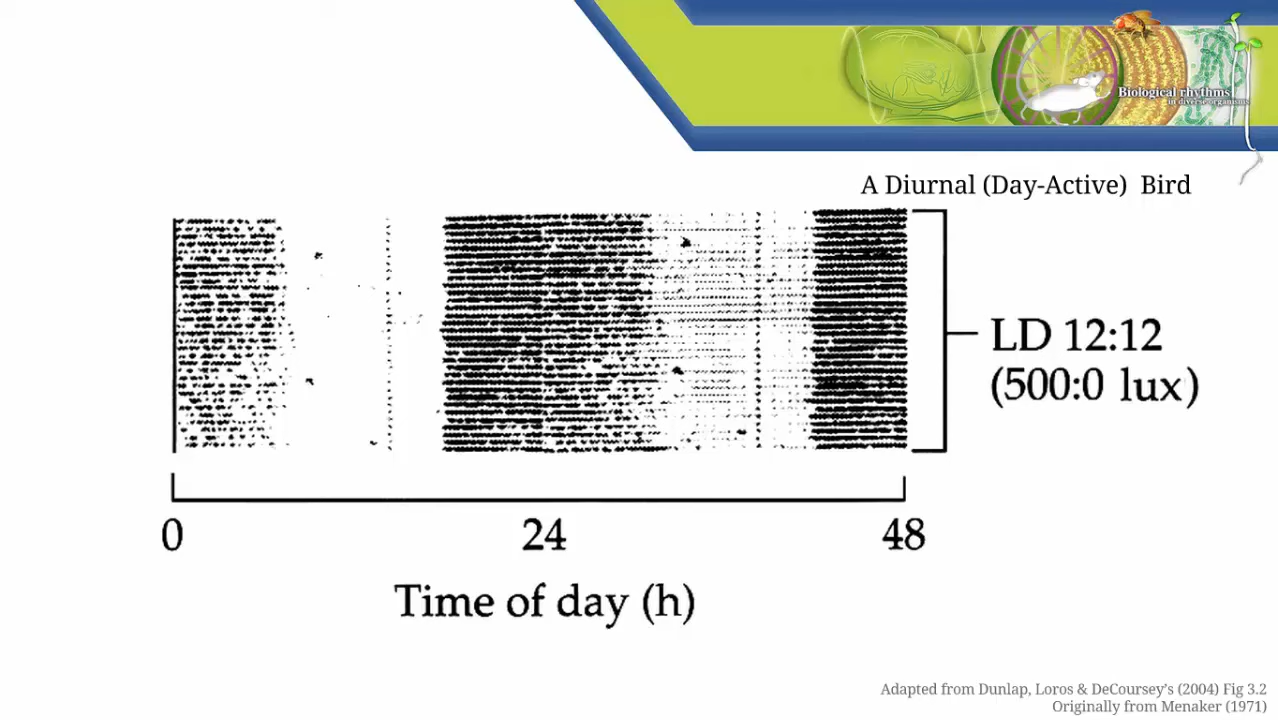 Biological rhythms
in diverse organisms
A Diurnal (Day-Active) Bird
LD 12:12
(500:0 lux)
0 24 48
Time of day (h)
Adapted from Dunlap, Loros & DeCoursey's (2004) Fig 3.2
Originally from Menaker (1971)